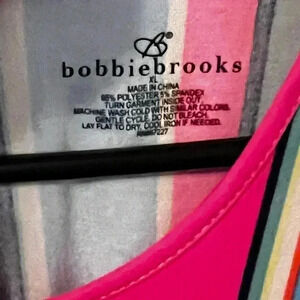 B®
bobbiebrooks
XL
MADE IN CHINA
95% POLYESTER 5% SPANDEX
TURN GARMENT INSIDE OUT.
MACHINE WASH COLD WITH SIMILAR COLORS.
GENTLE CYCLE. DO NOT BLEACH.
LAY FLAT TO DRY. COOL IRON IF NEEDED.